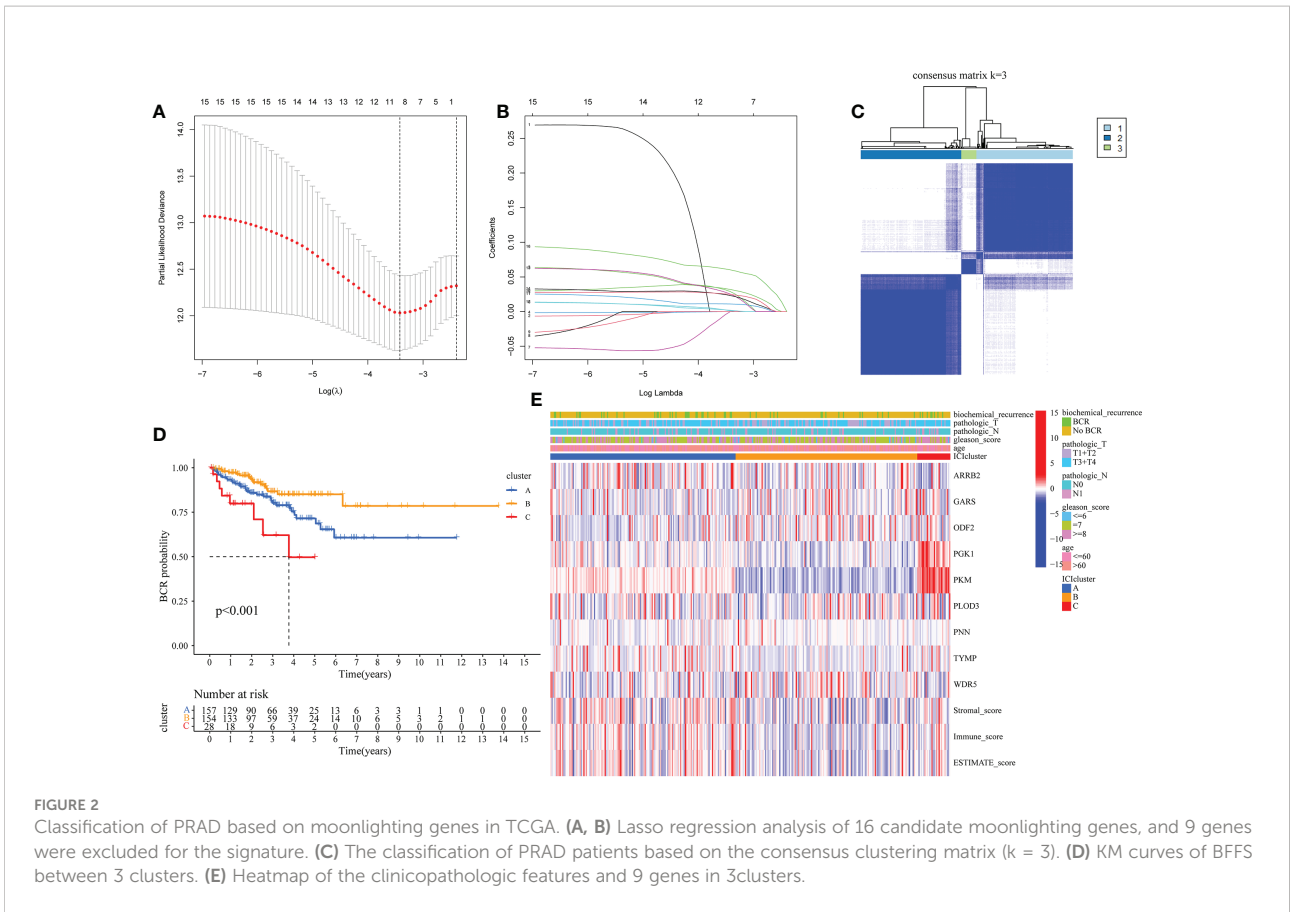 A
15 15 15 15 15 15 14 14 13 13 12 12 11 8 7 5 1
14.0
13.5
13.0
12.5
12.0
Partial Likelihood Deviance
-7 -6 -5 -4 -3
Log(λ)
B
15 15 14 12 7
0.25
0.20
0.15
0.10
0.05
0.00
-0.05
Coefficients
-7 -6 -5 -4 -3
Log Lambda
C
consensus matrix k=3
1
2
3
D
BCR probability
1.00
0.75
0.50
0.25
0.00
p<0.001
cluster
A
B
C
0 1 2 3 4 5 6 7 8 9 10 11 12 13 14 15
Time(years)
Number at risk
cluster
A 157 129 90 66 39 25 13 6 3 3 1 1 0 0 0 0
B 154 133 97 59 37 24 14 10 6 5 3 2 1 1 0 0
C 28 18 9 6 3 2 0 0 0 0 0 0 0 0 0 0
0 1 2 3 4 5 6 7 8 9 10 11 12 13 14 15
Time(years)
E
biochemical_recurrence
pathologic_T
pathologic_N
gleason_score
age
ICIcluster
ARRB2
GARS
ODF2
PGK1
PKM
PLOD3
PNN
TYMP
WDR5
Stromal_score
Immune_score
ESTIMATE_score
15
10
5
0
-5
-10
-15
biochemical_recurrence
BCR
No BCR
pathologic_T
T1+T2
T3+T4
pathologic_N
N0
N1
gleason_score
<=6
=7
>=8
age
<=60
>60
ICIcluster
A
B
C
FIGURE 2
Classification of PRAD based on moonlighting genes in TCGA. (A, B) Lasso regression analysis of 16 candidate moonlighting genes, and 9 genes
were excluded for the signature. (C) The classification of PRAD patients based on the consensus clustering matrix (k = 3). (D) KM curves of BFFS
between 3 clusters. (E) Heatmap of the clinicopathologic features and 9 genes in 3clusters.